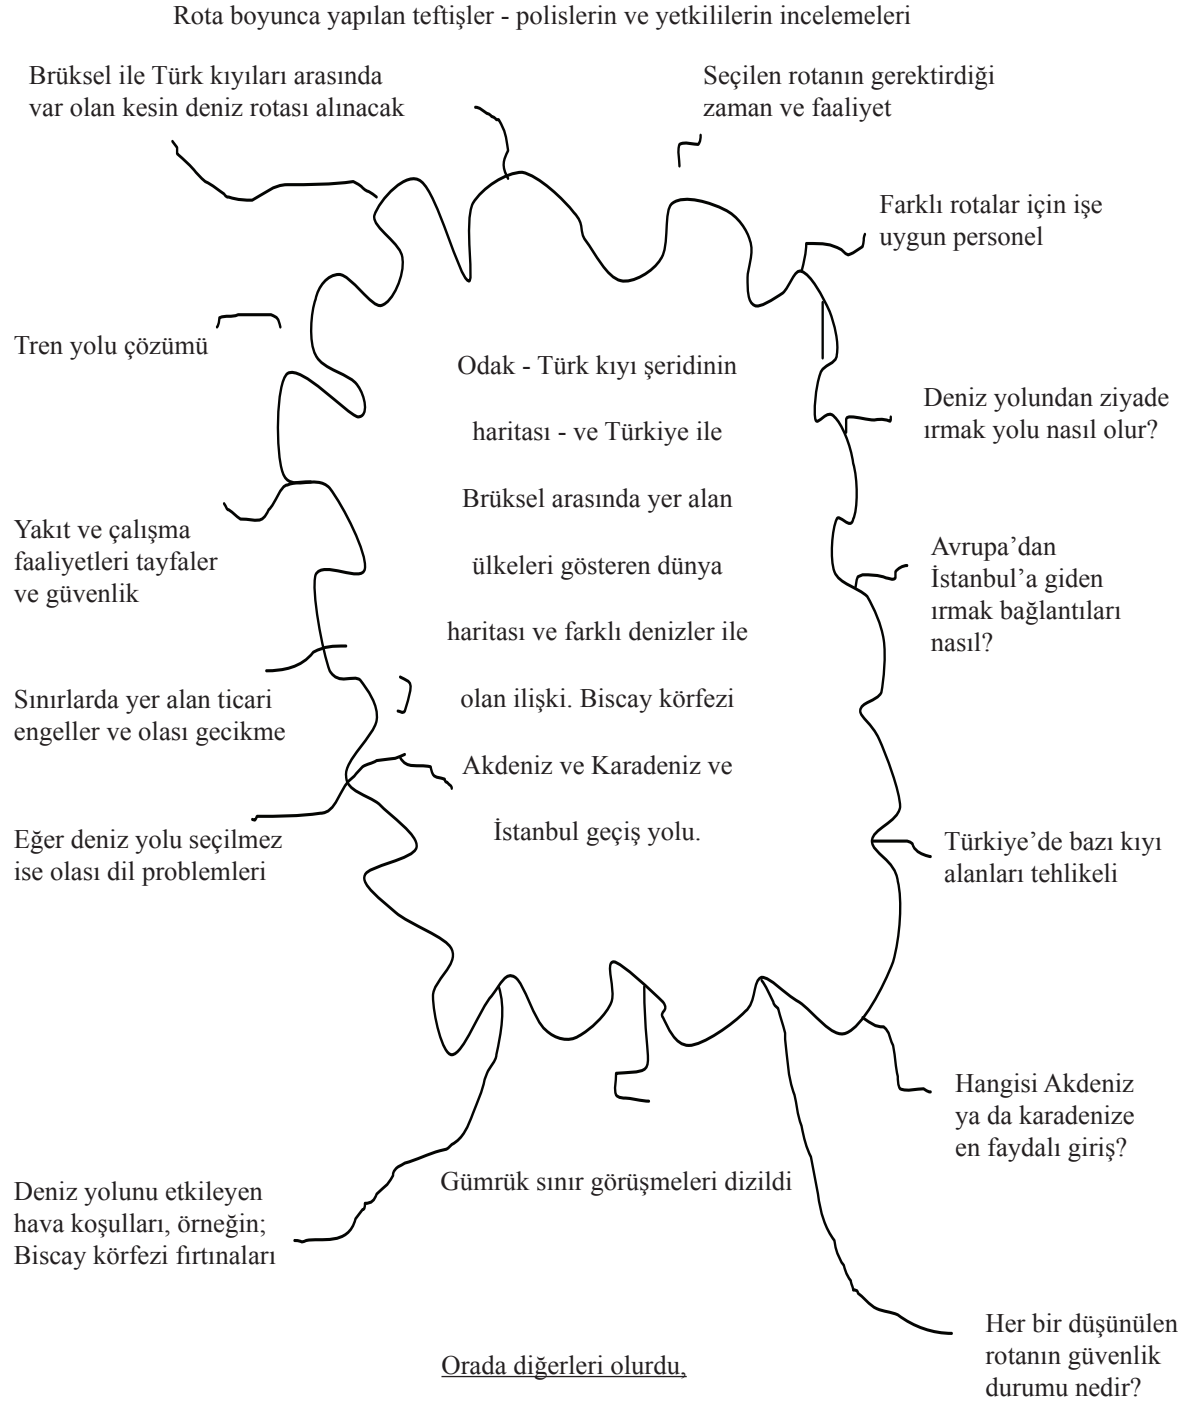 Rota boyunca yapılan teftişler - polislerin ve yetkililerin incelemeleri
Brüksel ile Türk kıyıları arasında
var olan kesin deniz rotası alınacak
Seçilen rotanın gerektirdiği
zaman ve faaliyet
Farklı rotalar için işe
uygun personel
Tren yolu çözümü
Odak - Türk kıyı şeridinin
haritası - ve Türkiye ile
Brüksel arasında yer alan
ülkeleri gösteren dünya
haritası ve farklı denizler ile
olan ilişki. Biscay körfezi
Akdeniz ve Karadeniz ve
İstanbul geçiş yolu.
Deniz yolundan ziyade
ırmak yolu nasıl olur?
Yakıt ve çalışma
faaliyetleri tayfaler
ve güvenlik
Avrupa’dan
İstanbul’a giden
ırmak bağlantıları
nasıl?
Sınırlarda yer alan ticari
engeller ve olası gecikme
Eğer deniz yolu seçilmez
ise olası dil problemleri
Türkiye’de bazı kıyı
alanları tehlikeli
Hangisi Akdeniz
ya da karadenize
en faydalı giriş?
Gümrük sınır görüşmeleri dizildi
Deniz yolunu etkileyen
hava koşulları, örneğin;
Biscay körfezi fırtınaları
Her bir düşünülen
rotanın güvenlik
durumu nedir?
Orada diğerleri olurdu,